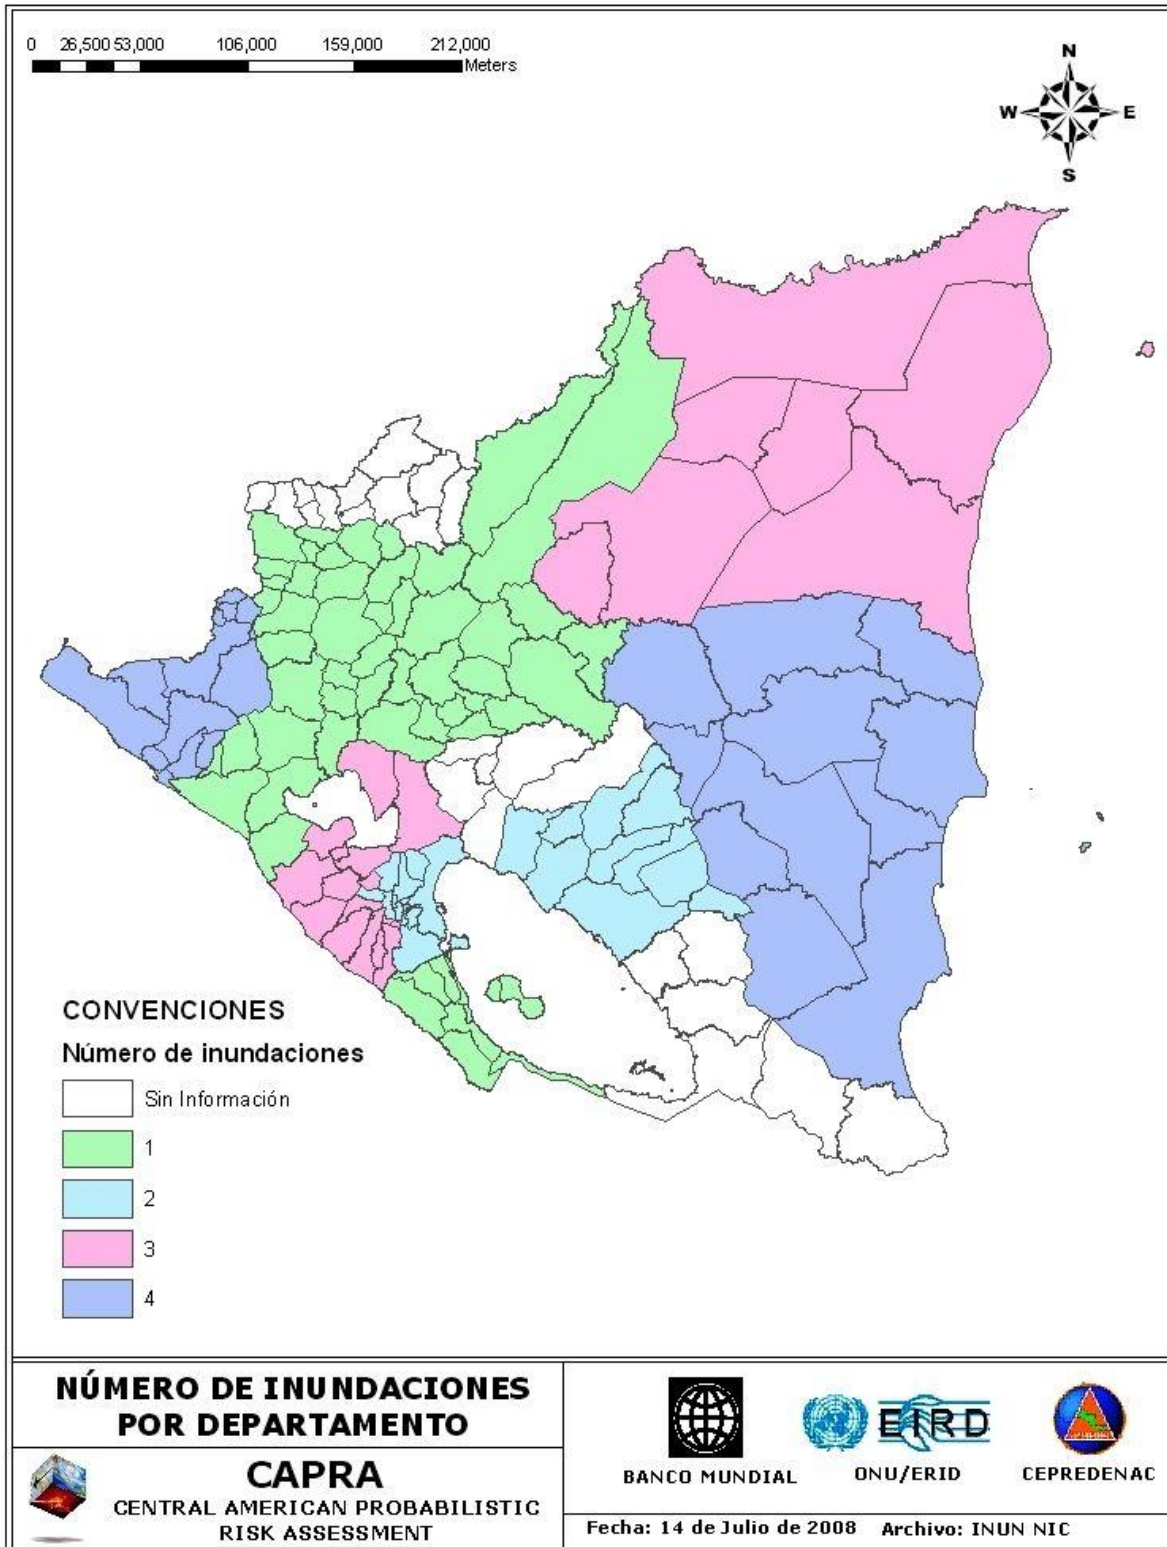 0 26,500 53,000 106,000 159,000 212,000
Meters
N
W E
S
CONVENCIONES
Número de inundaciones
Sin Información
1
2
3
4
NÚMERO DE INUNDACIONES
POR DEPARTAMENTO
CAPRA
CENTRAL AMERICAN PROBABILISTIC
RISK ASSESSMENT
EIRD
BANCO MUNDIAL ONU/ERID CEPREDENAC
Fecha: 14 de Julio de 2008 Archivo: INUN NIC